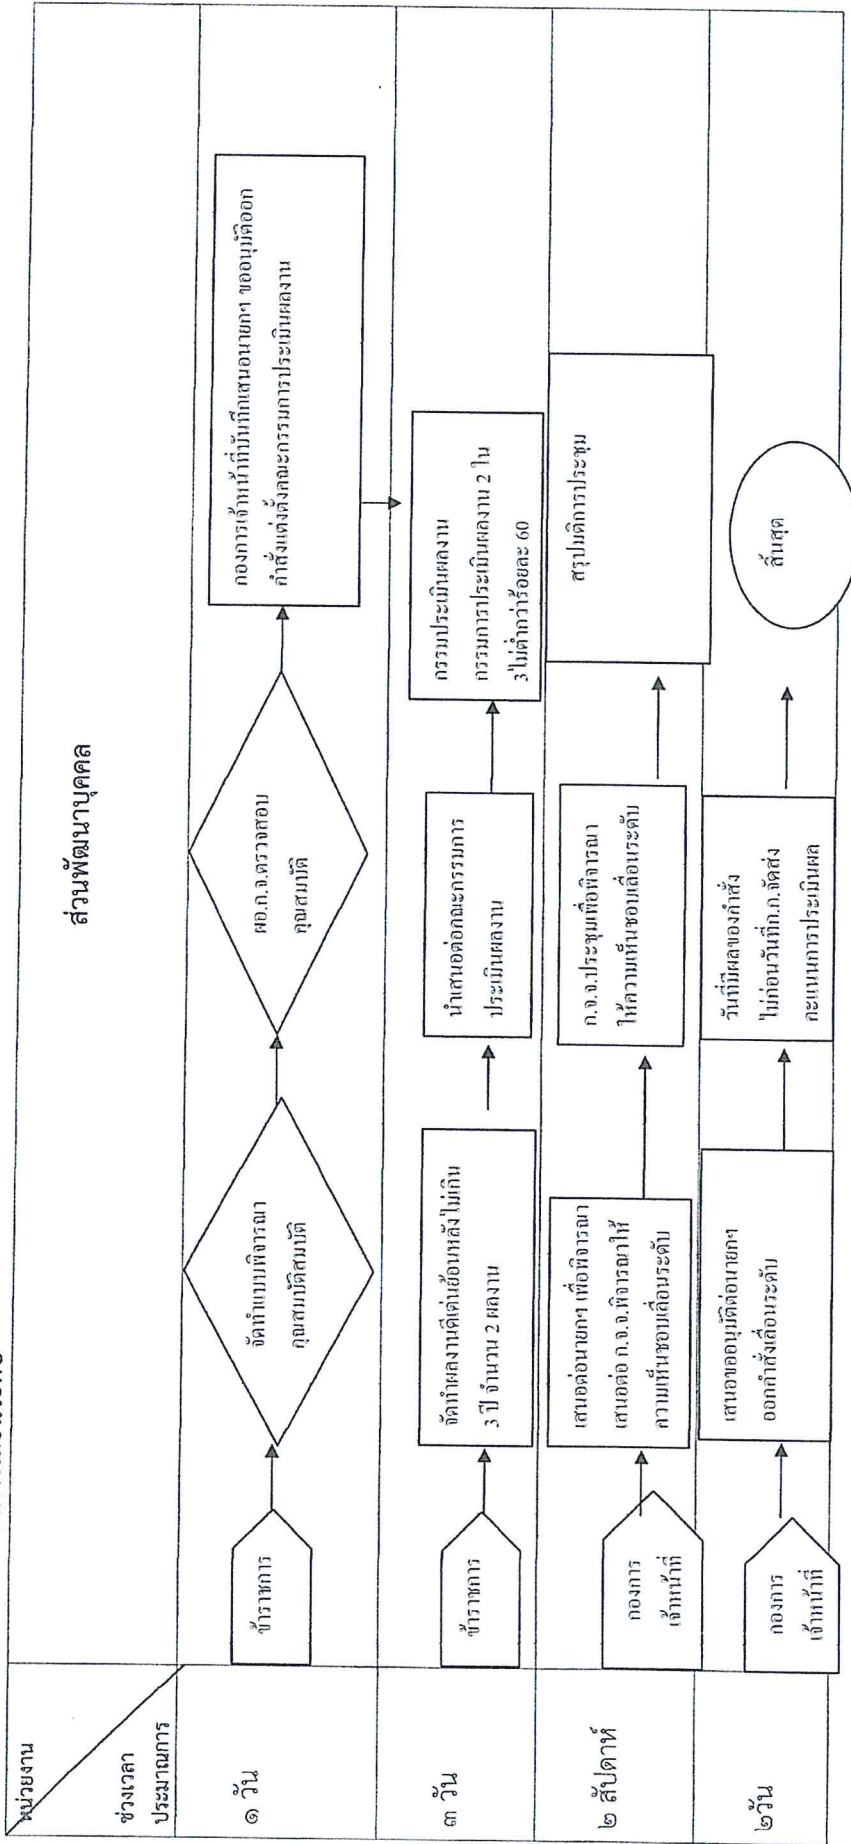 หน่วยงาน
ช่วงเวลา
ประมาณการ
ส่วนพัฒนาบุคคล
๑ วัน
ข้าราชการ
จัดทำแบบพิจารณา
คุณสมบัติสมบัติ
ผอ.ก.จ.ตรวจสอบ
คุณสมบัติ
กองการเจ้าหน้าที่บันทึกเสนอนายกฯ ขออนุมัติออก
คำสั่งแต่งตั้งคณะกรรมการประเมินผลงาน
๓ วัน
ข้าราชการ
จัดทำผลงานดีเด่นย้อนหลังไม่เกิน
3 ปี จำนวน 2 ผลงาน
นำเสนอต่อคณะกรรมการ
ประเมินผลงาน
กรรมประเมินผลงาน
กรรมการประเมินผลงาน 2 ใน
3 ไม่ต่ำกว่าร้อยละ 60
๒ สัปดาห์
กองการ
เจ้าหน้าที่
เสนอต่อนายกฯ เพื่อพิจารณา
เสนอต่อ ก.จ.จ.พิจารณาให้
ความเห็นชอบเลื่อนระดับ
ก.จ.จ.ประชุมเพื่อพิจารณา
ให้ความเห็นชอบเลื่อนระดับ
สรุปมติการประชุม
๒วัน
กองการ
เจ้าหน้าที่
เสนอขออนุมัติต่อนายกฯ
ออกคำสั่งเลื่อนระดับ
วันที่มีผลของคำสั่ง
ไม่ก่อนวันที่ก.ก.จัดส่ง
คะแนนการประเมินผล
สิ้นสุด